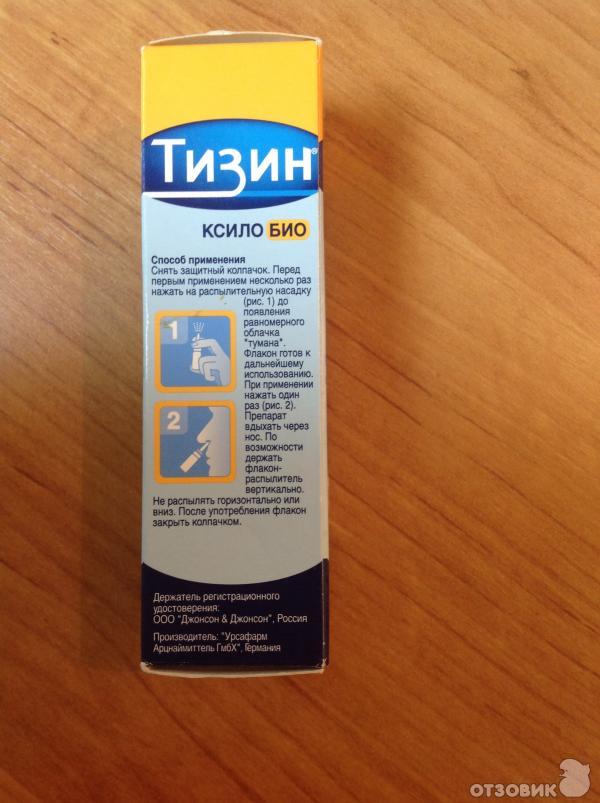 Тизин®
КСИЛО БИО
Способ применения
Снять защитный колпачок. Перед
первым применением несколько раз
нажать на распылительную насадку
(рис. 1) до
появления
равномерного
облачка
"тумана".
Флакон готов к
дальнейшему
использованию.
При применении
нажать один
раз (рис. 2).
Препарат
вдыхать через
нос. По
возможности
держать
флакон-
распылитель
вертикально.
1
2
Не распылять горизонтально или
вниз. После употребления флакон
закрыть колпачком.
Держатель регистрационного
удостоверения:
ООО "Джонсон & Джонсон", Россия
Производитель: "Урсафарм
Арцнаймиттель ГмбХ", Германия
ОТЗОВИК